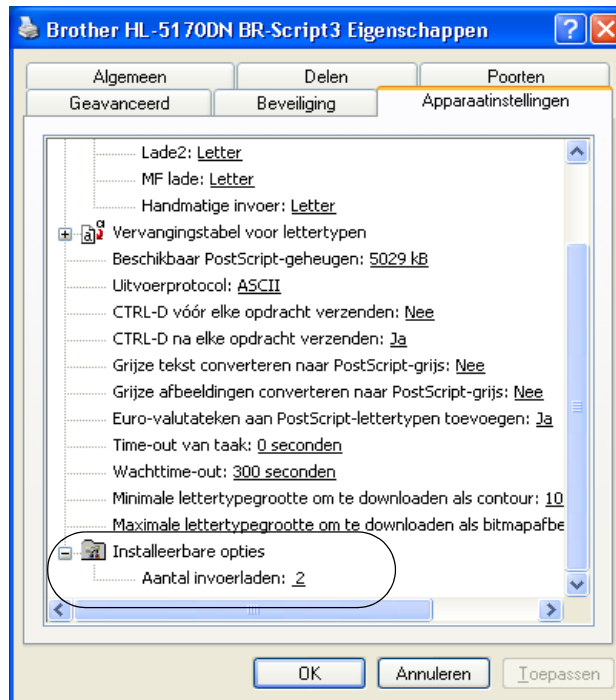 Brother HL-5170DN BR-Script3 Eigenschappen
Algemeen
Delen
Poorten
Geavanceerd
Beveiliging
Apparaatinstellingen
Lade2: Letter
MF lade: Letter
Handmatige invoer: Letter
Vervangingstabel voor lettertypen
Beschikbaar PostScript-geheugen: 5029 kB
Uitvoerprotocol: ASCII
CTRL-D vóór elke opdracht verzenden: Nee
CTRL-D na elke opdracht verzenden: Ja
Grijze tekst converteren naar PostScript-grijs: Nee
Grijze afbeeldingen converteren naar PostScript-grijs: Nee
Euro-valutateken aan PostScript-lettertypen toevoegen: Ja
Time-out van taak: 0 seconden
Wachttime-out: 300 seconden
Minimale lettertypegrootte om te downloaden als contour: 10
Maximale lettertypegrootte om te downloaden als bitmapafbe
Installeerbare opties
Aantal invoerladen: 2
OK
Annuleren
Toepassen